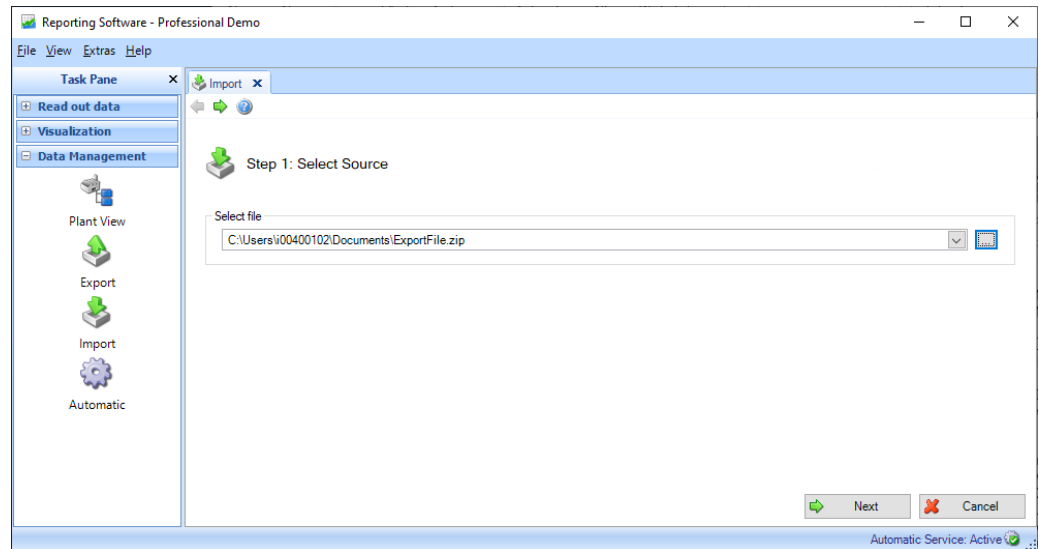 Reporting Software - Professional Demo
File View Extras Help
Task Pane
Read out data
Visualization
Data Management
Plant View
Export
Import
Automatic
Import
Step 1: Select Source
Select file
C:\Users\i00400102\Documents\ExportFile.zip
...
Next
Cancel
Automatic Service: Active